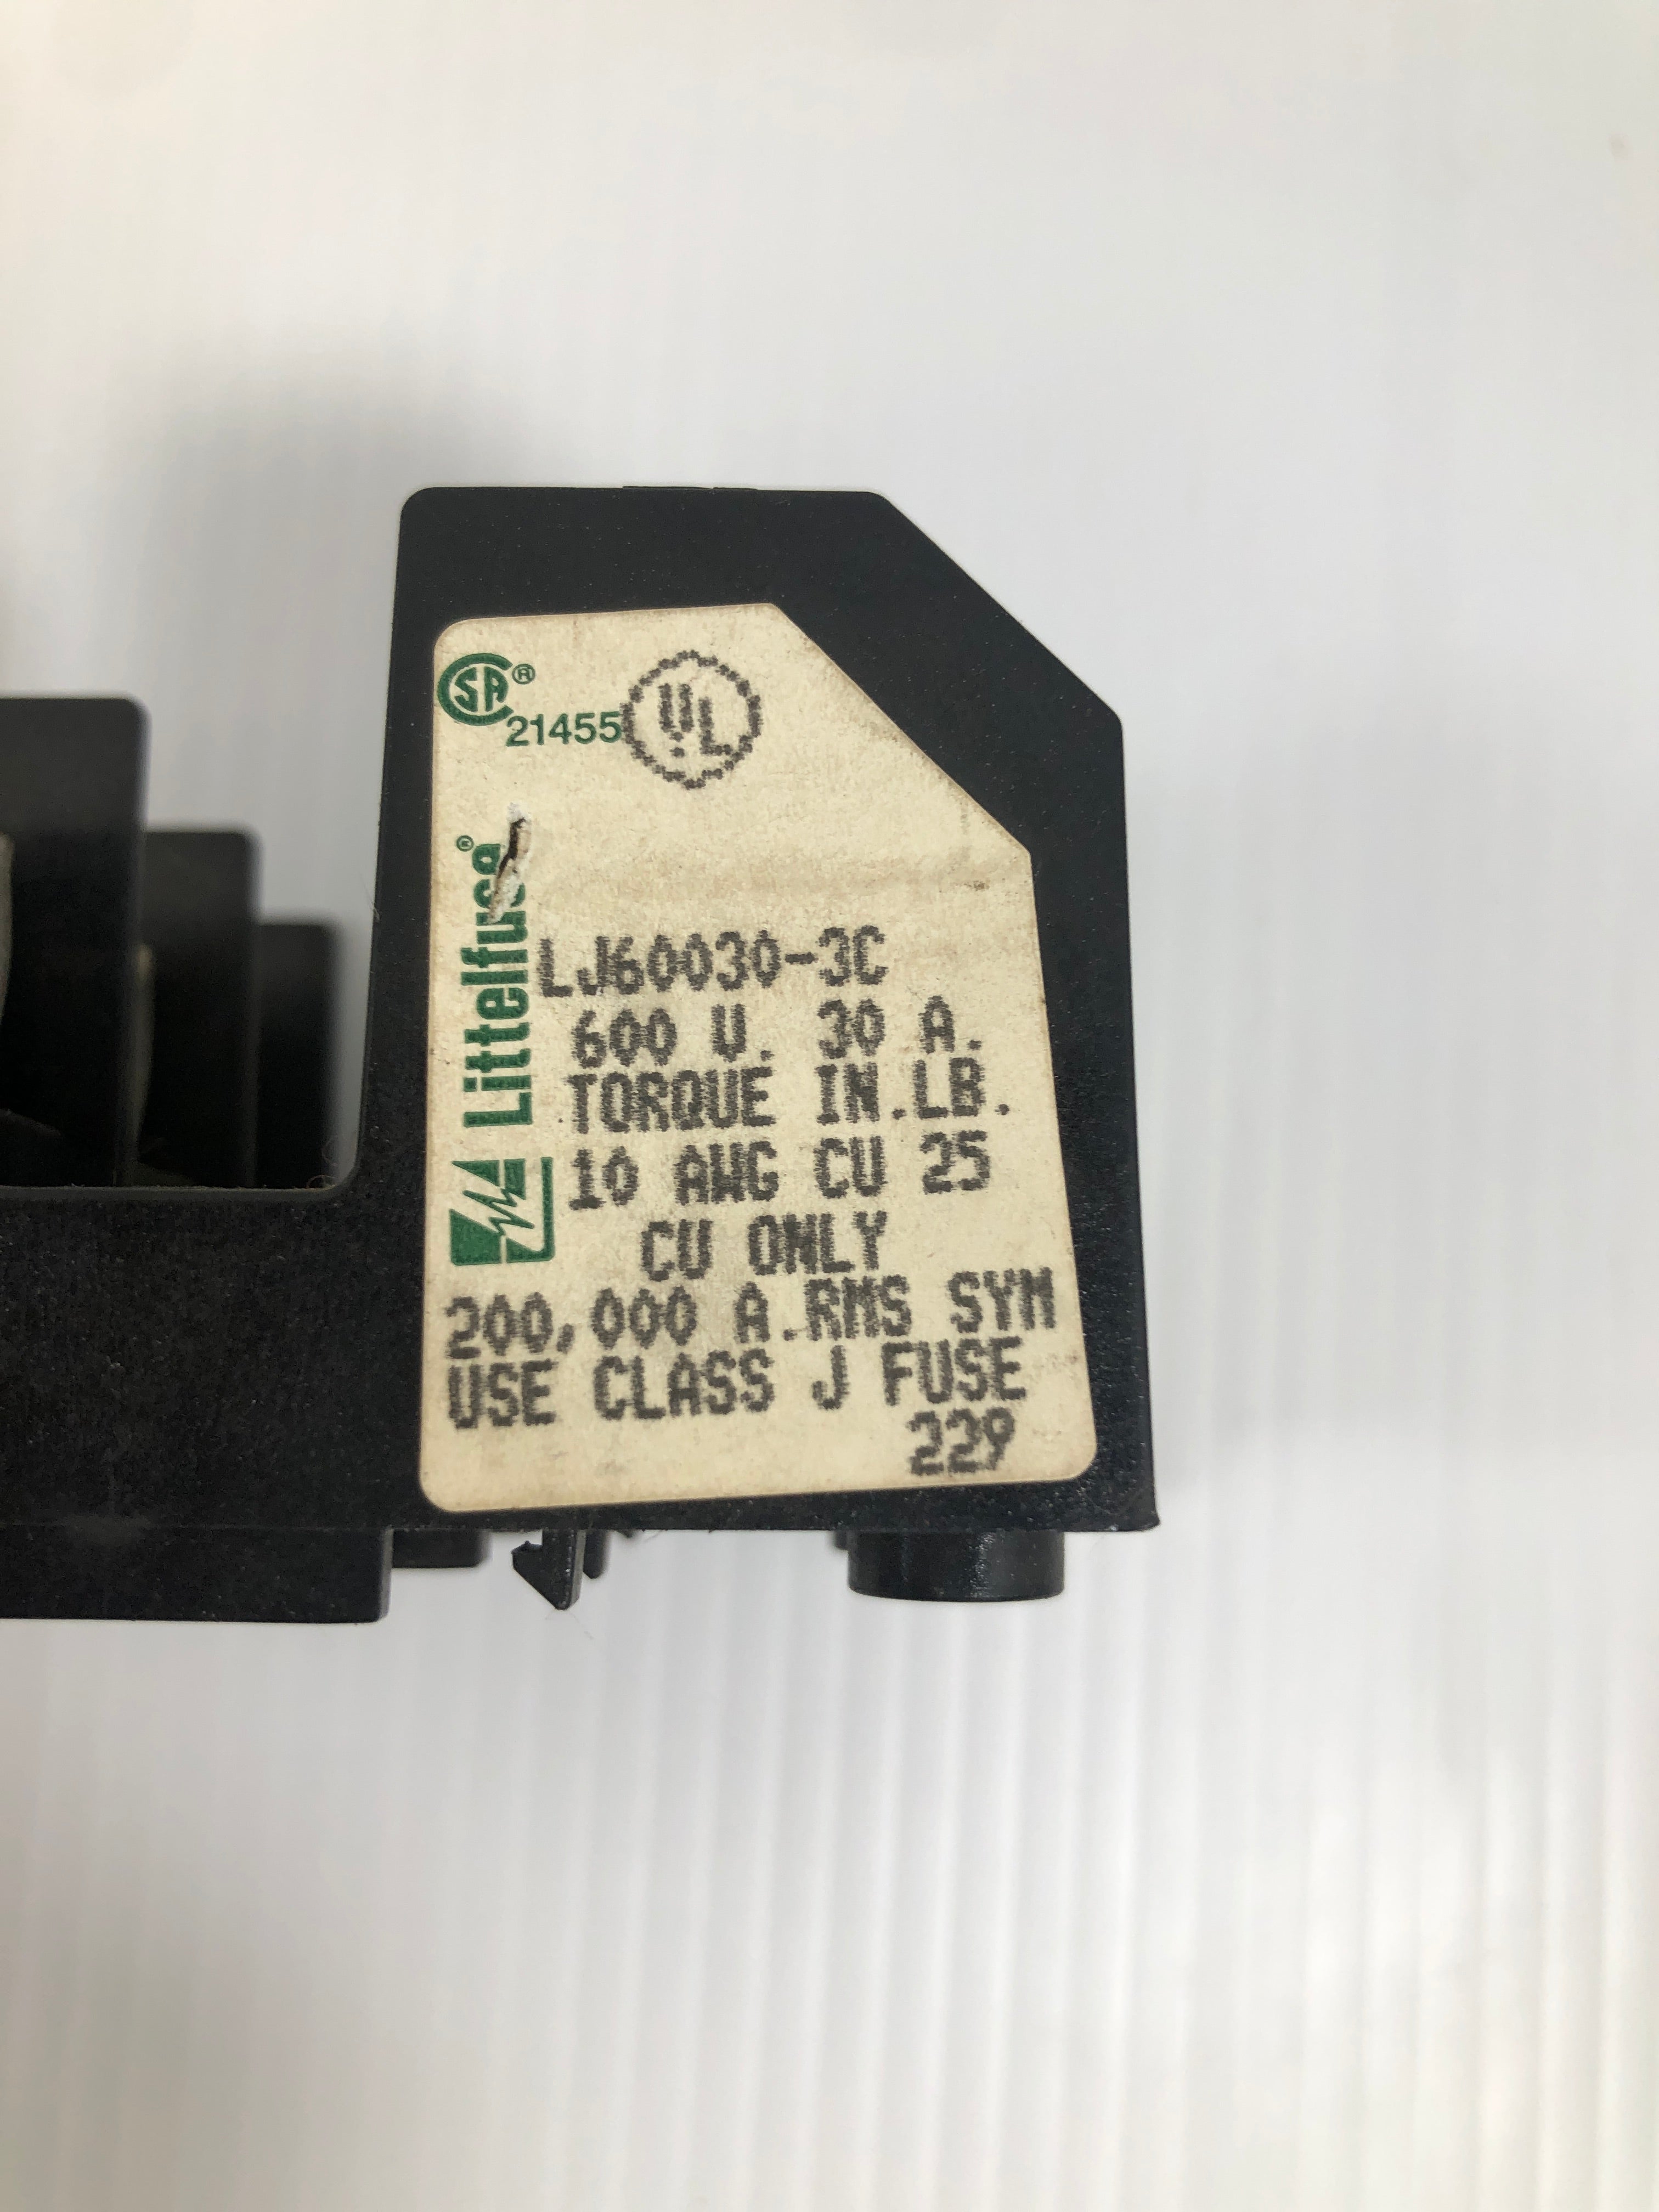 CSA®
21455
UL
Littelfuse®
LJ60030-3C
600 V. 30 A.
TORQUE IN.LB.
10 AWG CU 25
CU ONLY
200,000 A.RMS SYM
USE CLASS J FUSE
229